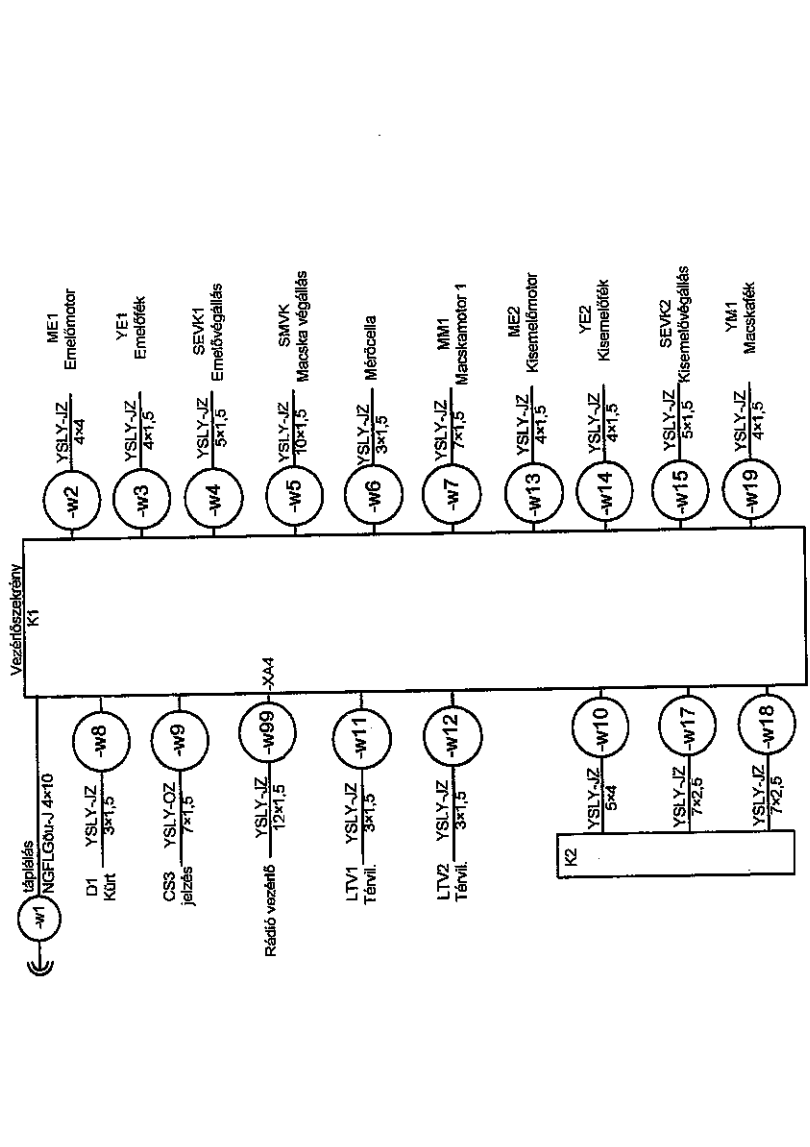 Vezérlőszekrény
K1
-w1
táplálás
NGFLGöu-J 4×10
-w2
YSLY-JZ
4×4
ME1
Emelőmotor
-w3
YSLY-JZ
4×1,5
YE1
Emelőfék
-w4
YSLY-JZ
5×1,5
SEVK1
Emelővégállás
-w5
YSLY-JZ
10×1,5
SMVK
Macska végállás
-w6
YSLY-JZ
3×1,5
Mérőcella
-w7
YSLY-JZ
7×1,5
MM1
Macskamotor 1
-w13
YSLY-JZ
4×1,5
ME2
Kisemelőmotor
-w14
YSLY-JZ
4×1,5
YE2
Kisemelőfék
-w15
YSLY-JZ
5×1,5
SEVK2
Kisemelővégállás
-w19
YSLY-JZ
4×1,5
YM1
Macskafék
D1
Kürt
YSLY-JZ
3×1,5
-w8
CS3
jelzés
YSLY-OZ
7×1,5
-w9
Rádió vezérlő
YSLY-JZ
12×1,5
-w99
-XA4
LTV1
Térvil.
YSLY-JZ
3×1,5
-w11
LTV2
Térvil.
YSLY-JZ
3×1,5
-w12
K2
YSLY-JZ
5×4
-w10
YSLY-JZ
7×2,5
-w17
YSLY-JZ
7×2,5
-w18